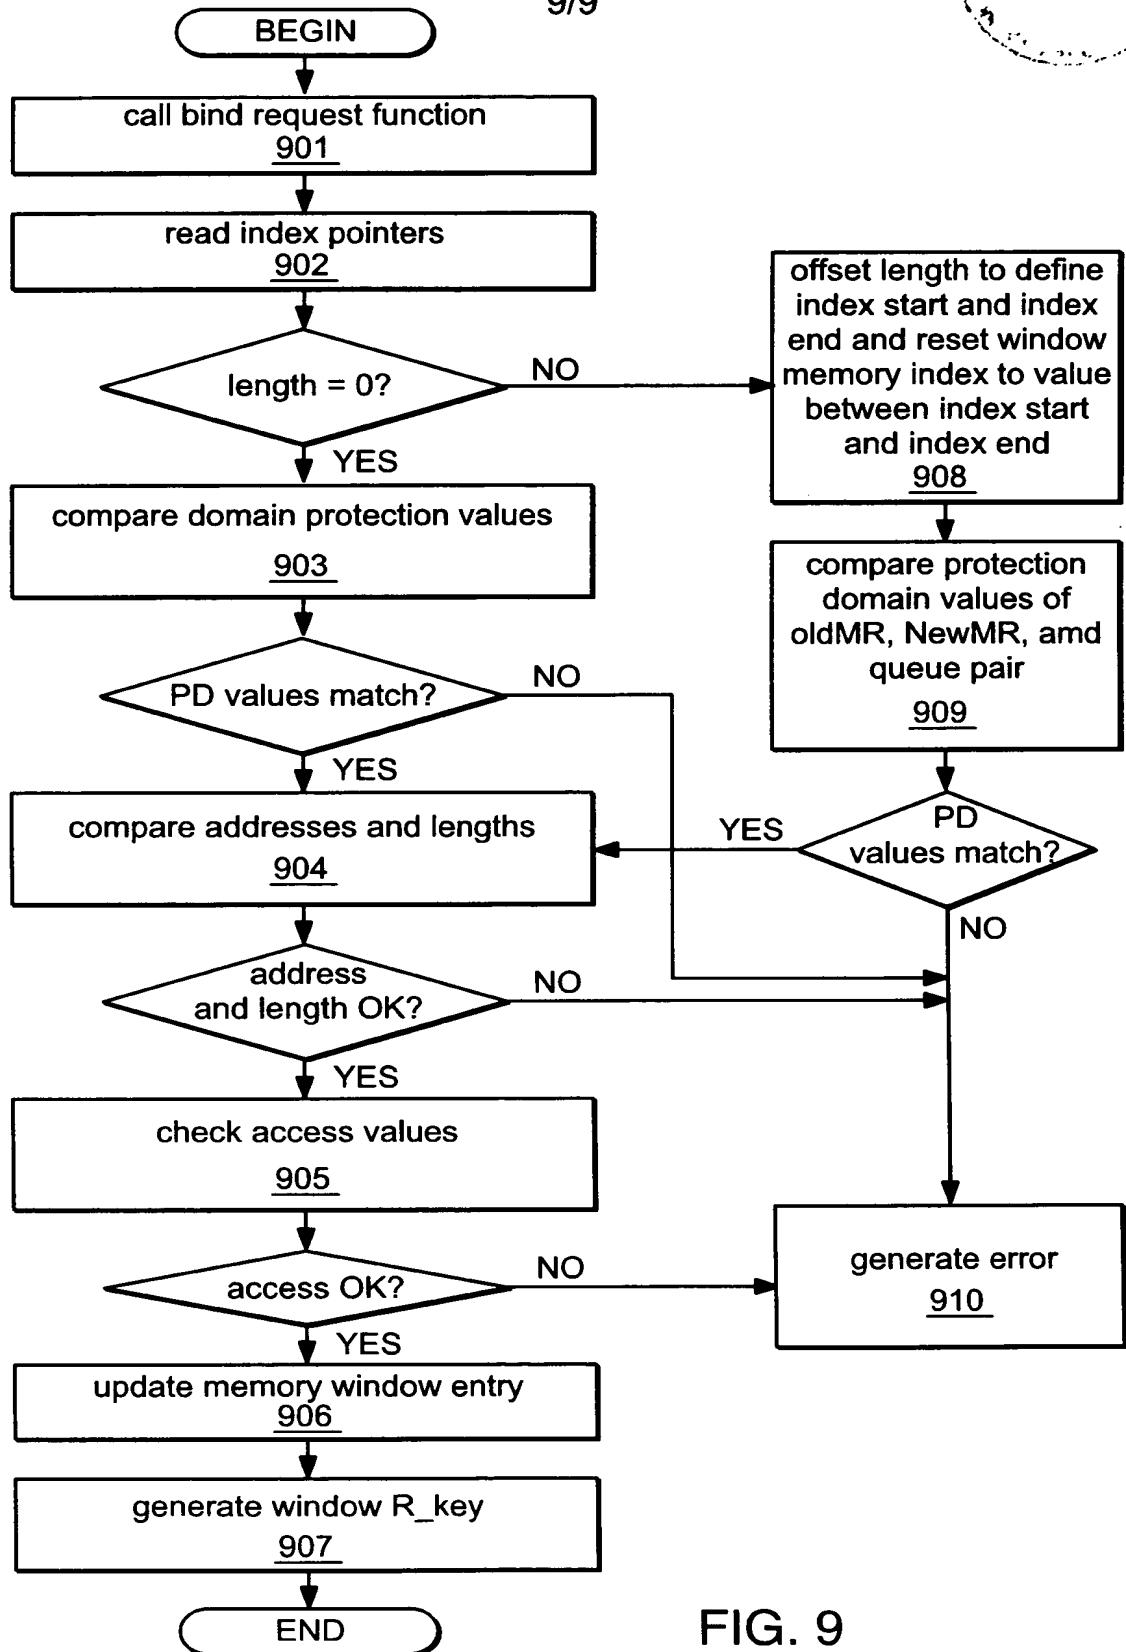 9/9
BEGIN
call bind request function
901
read index pointers
902
length = 0?
NO
YES
offset length to define
index start and index
end and reset window
memory index to value
between index start
and index end
908
compare domain protection values
903
compare protection
domain values of
oldMR, NewMR, amd
queue pair
909
PD values match?
NO
YES
PD
values match?
YES
NO
compare addresses and lengths
904
address
and length OK?
NO
YES
check access values
905
access OK?
NO
YES
generate error
910
update memory window entry
906
generate window R_key
907
END
FIG. 9